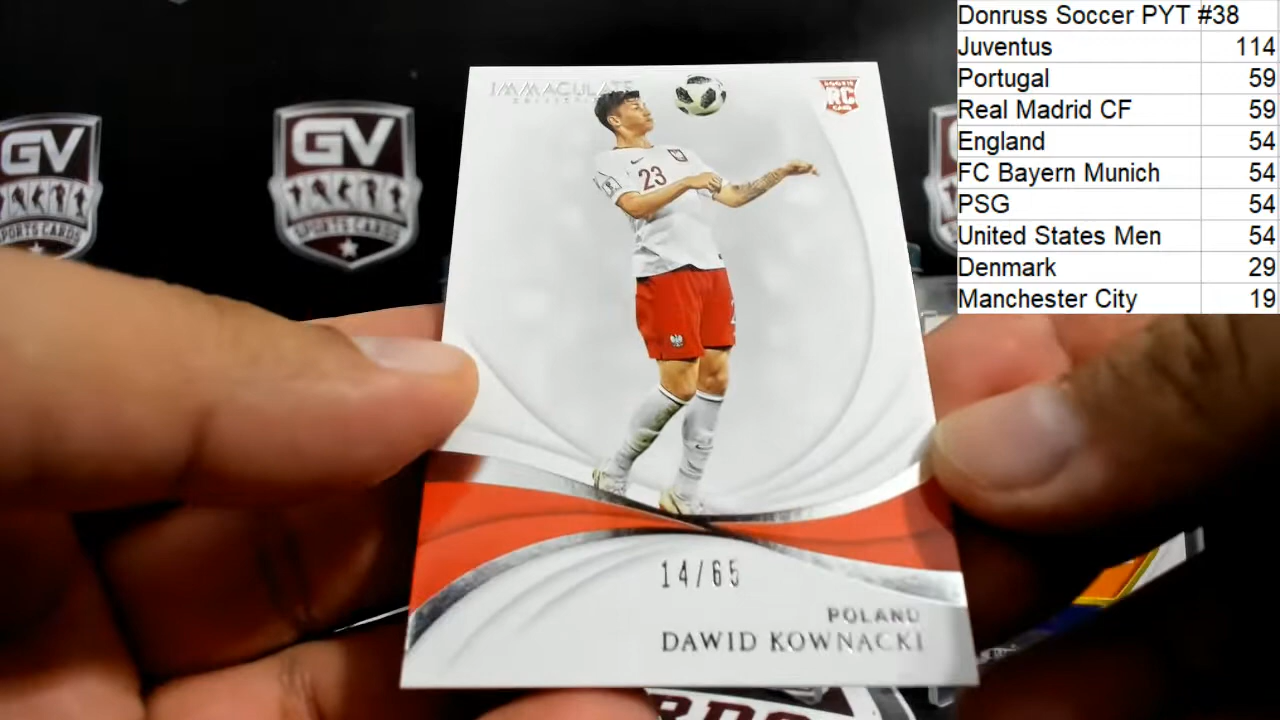 Donruss Soccer PYT #38
Juventus 114
Portugal 59
Real Madrid CF 59
England 54
FC Bayern Munich 54
PSG 54
United States Men 54
Denmark 29
Manchester City 19
GV
SPORTS CARDS
GV
SPORTS CARDS
IMMACULATE
RC
23
14/65
POLAND
DAWID KOWNACKI